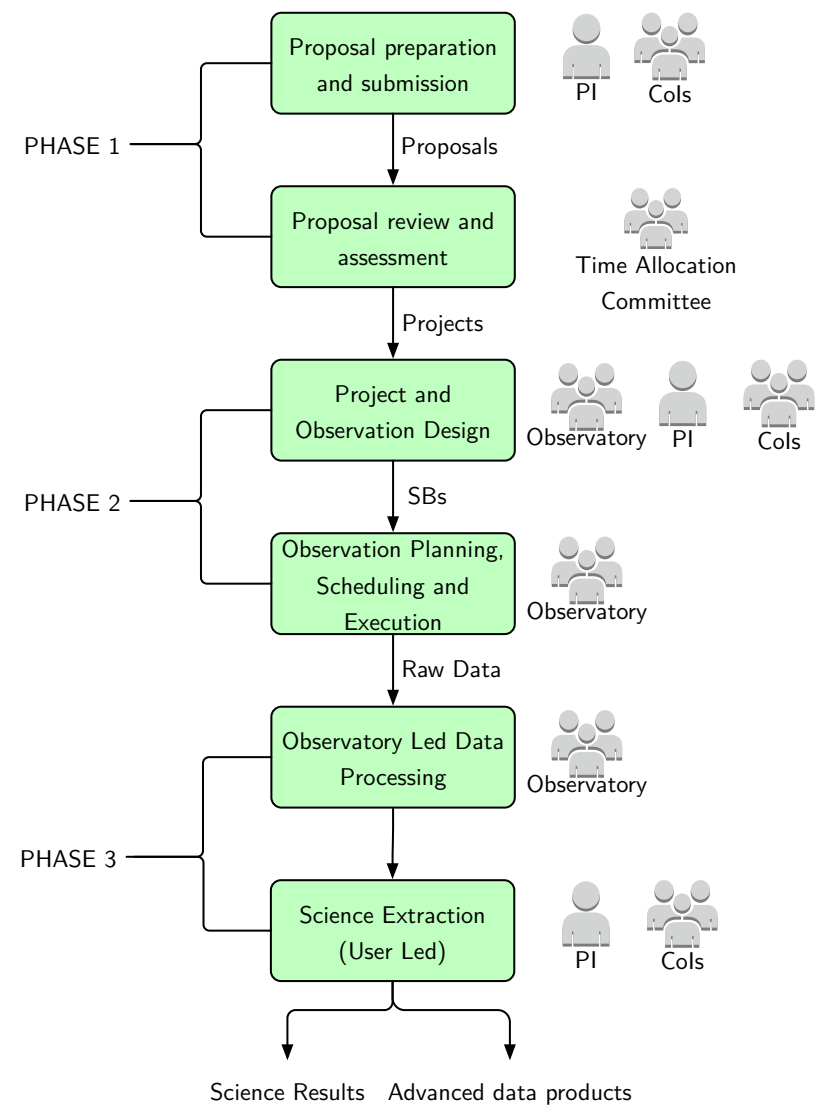 Proposal preparation
and submission
PI
CoIs
PHASE 1
Proposals
Proposal review and
assessment
Time Allocation
Committee
Projects
Project and
Observation Design
Observatory
PI
CoIs
PHASE 2
SBs
Observation Planning,
Scheduling and
Execution
Observatory
Raw Data
Observatory Led Data
Processing
Observatory
PHASE 3
Science Extraction
(User Led)
PI
CoIs
Science Results
Advanced data products